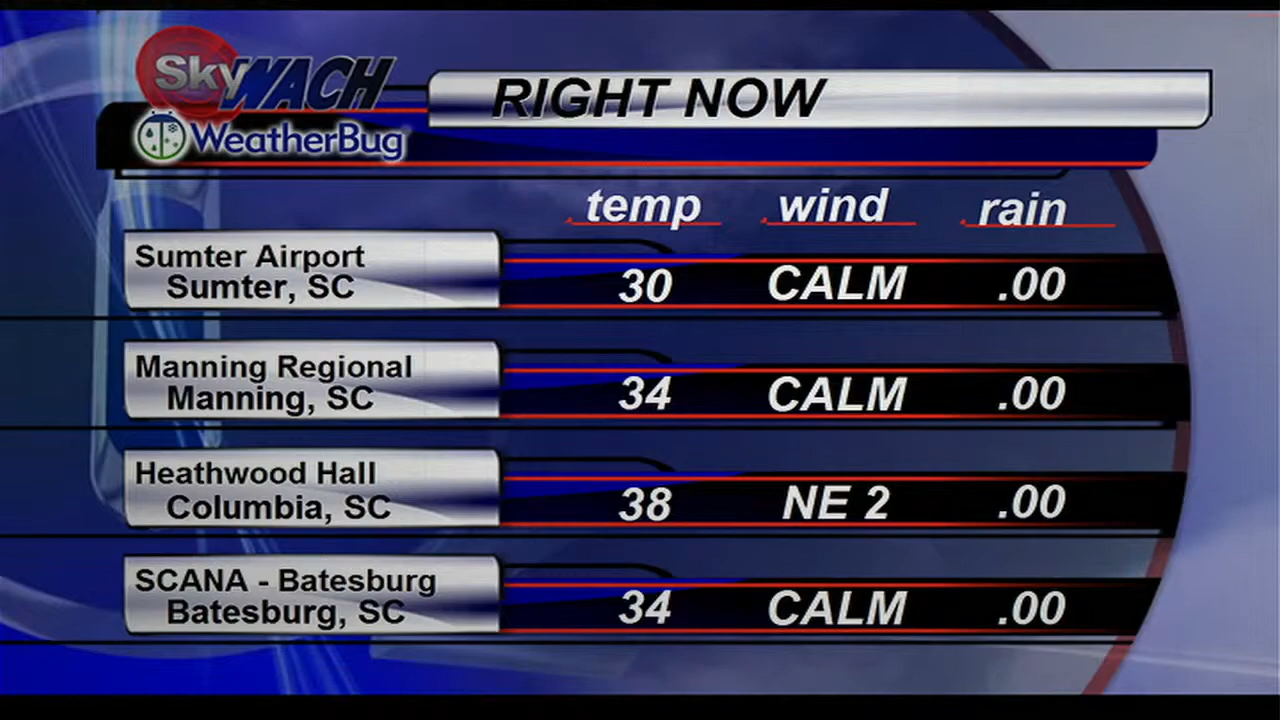 SkyWACH
RIGHT NOW
WeatherBug
temp wind rain
Sumter Airport
Sumter, SC
30 CALM .00
Manning Regional
Manning, SC
34 CALM .00
Heathwood Hall
Columbia, SC
38 NE 2 .00
SCANA - Batesburg
Batesburg, SC
34 CALM .00